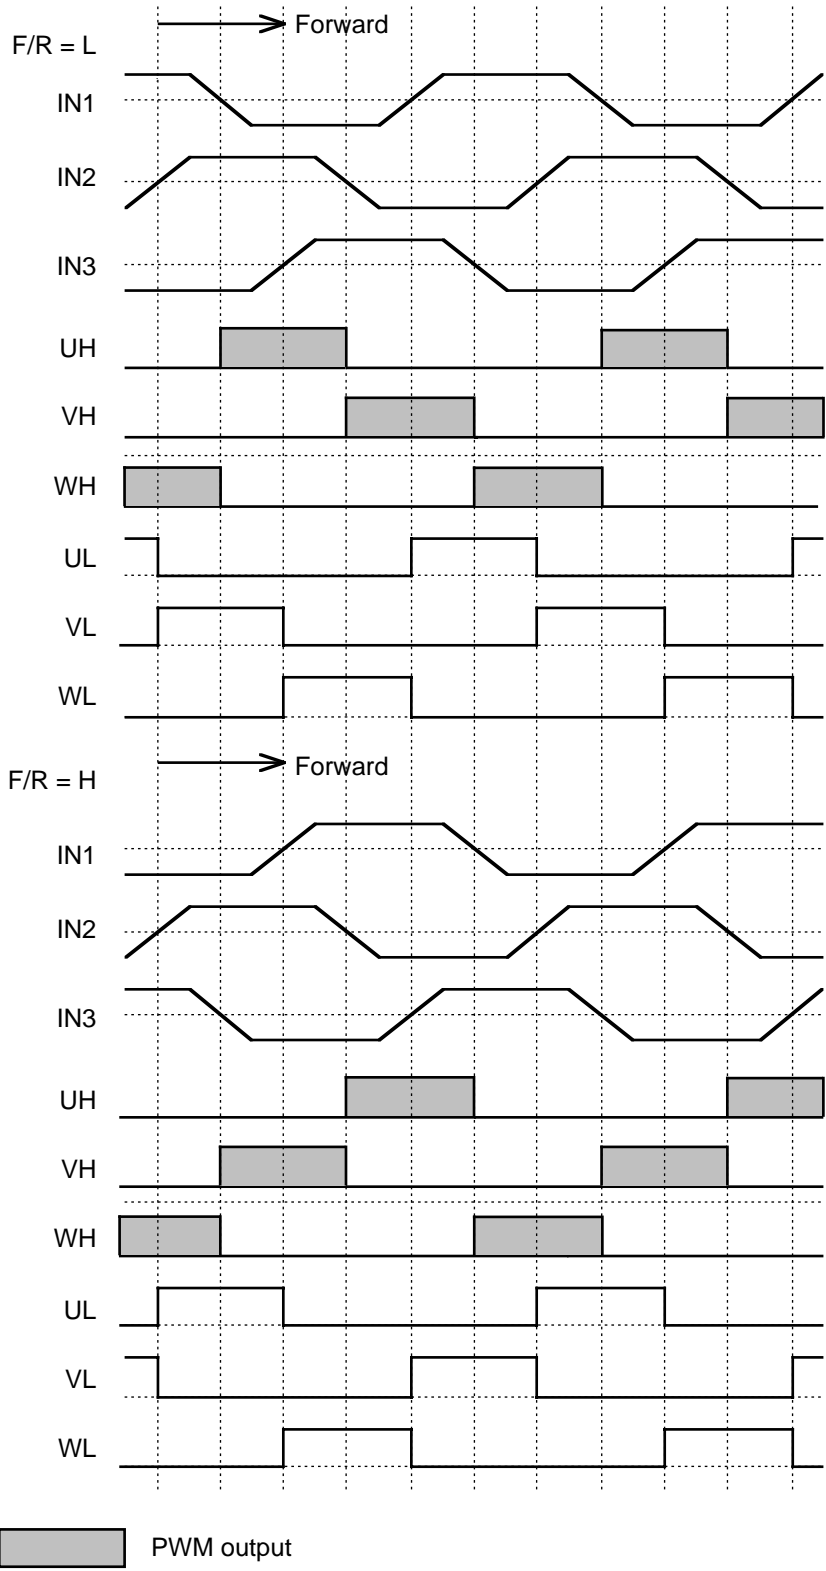 Forward
F/R = L
IN1
IN2
IN3
UH
VH
WH
UL
VL
WL
Forward
F/R = H
IN1
IN2
IN3
UH
VH
WH
UL
VL
WL
PWM output